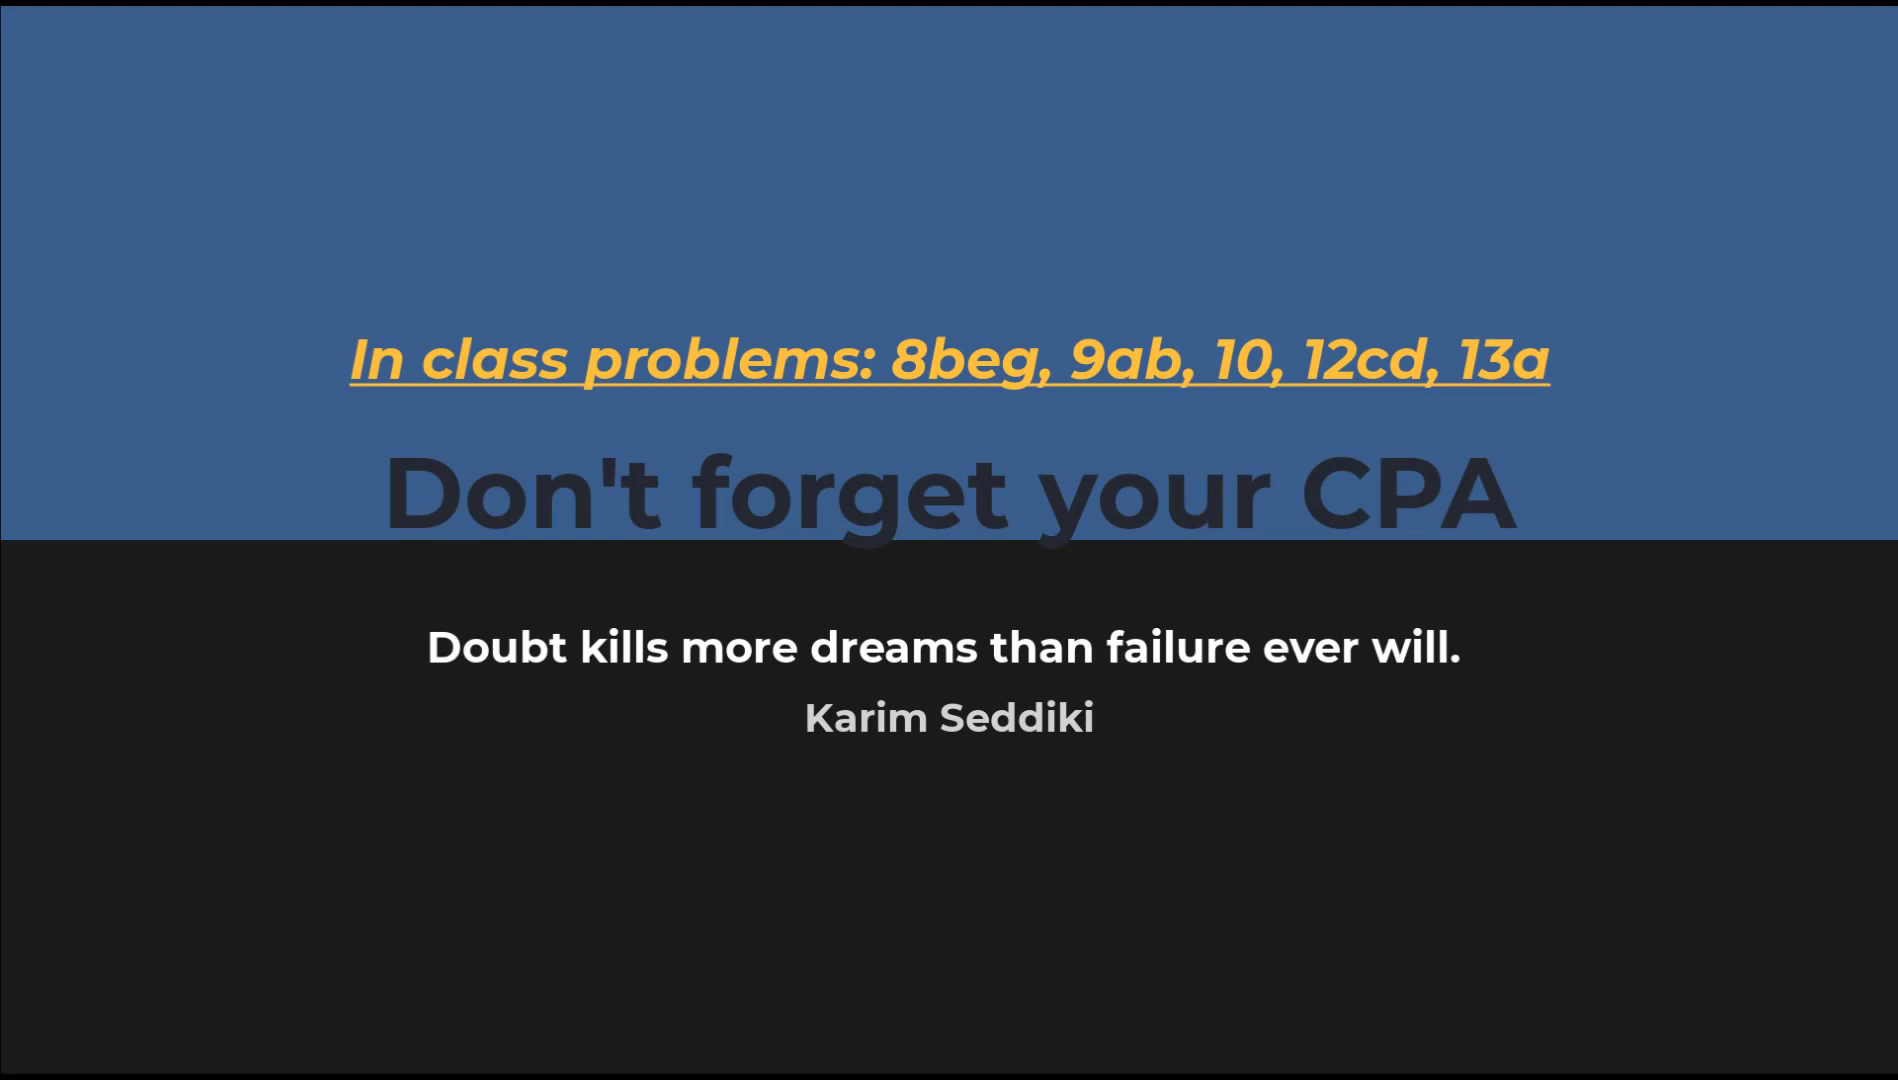 In class problems: 8beg, 9ab, 10, 12cd, 13a
Don't forget your CPA
Doubt kills more dreams than failure ever will.
Karim Seddiki